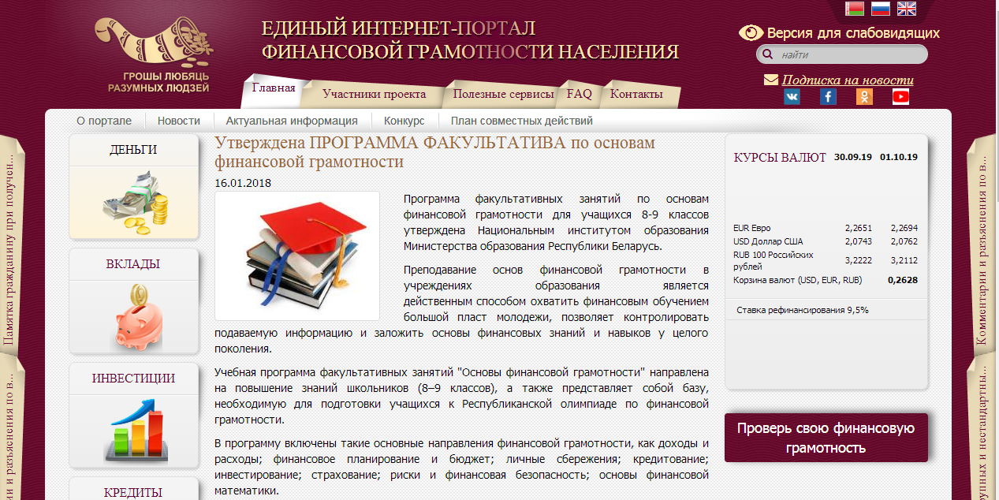 ГРОШЫ ЛЮБЯЦЬ
РАЗУМНЫХ ЛЮДЗЕЙ
ЕДИНЫЙ ИНТЕРНЕТ-ПОРТАЛ
ФИНАНСОВОЙ ГРАМОТНОСТИ НАСЕЛЕНИЯ
Версия для слабовидящих
найти
Подписка на новости
Главная
Участники проекта
Полезные сервисы
FAQ
Контакты
О портале
Новости
Актуальная информация
Конкурс
План совместных действий
Памятка гражданину при получен...
и и разъяснения по в...
ДЕНЬГИ
ВКЛАДЫ
ИНВЕСТИЦИИ
КРЕДИТЫ
Утверждена ПРОГРАММА ФАКУЛЬТАТИВА по основам
финансовой грамотности
16.01.2018
Программа факультативных занятий по основам
финансовой грамотности для учащихся 8-9 классов
утверждена Национальным институтом образования
Министерства образования Республики Беларусь.
Преподавание основ финансовой грамотности в
учреждениях образования является
действенным способом охватить финансовым обучением
большой пласт молодежи, позволяет контролировать
подаваемую информацию и заложить основы финансовых знаний и навыков у целого
поколения.
Учебная программа факультативных занятий "Основы финансовой грамотности" направлена
на повышение знаний школьников (8–9 классов), а также представляет собой базу,
необходимую для подготовки учащихся к Республиканской олимпиаде по финансовой
грамотности.
В программу включены такие основные направления финансовой грамотности, как доходы и
расходы; финансовое планирование и бюджет; личные сбережения; кредитование;
инвестирование; страхование; риски и финансовая безопасность; основы финансовой
математики.
КУРСЫ ВАЛЮТ 30.09.19 01.10.19
EUR Евро 2,2651 2,2694
USD Доллар США 2,0743 2,0762
RUB 100 Российских
рублей 3,2222 3,2112
Корзина валют (USD, EUR, RUB) 0,2628
Ставка рефинансирования 9,5%
Проверь свою финансовую
грамотность
Комментарии и разъяснения по в...
рупных и нестандартны...